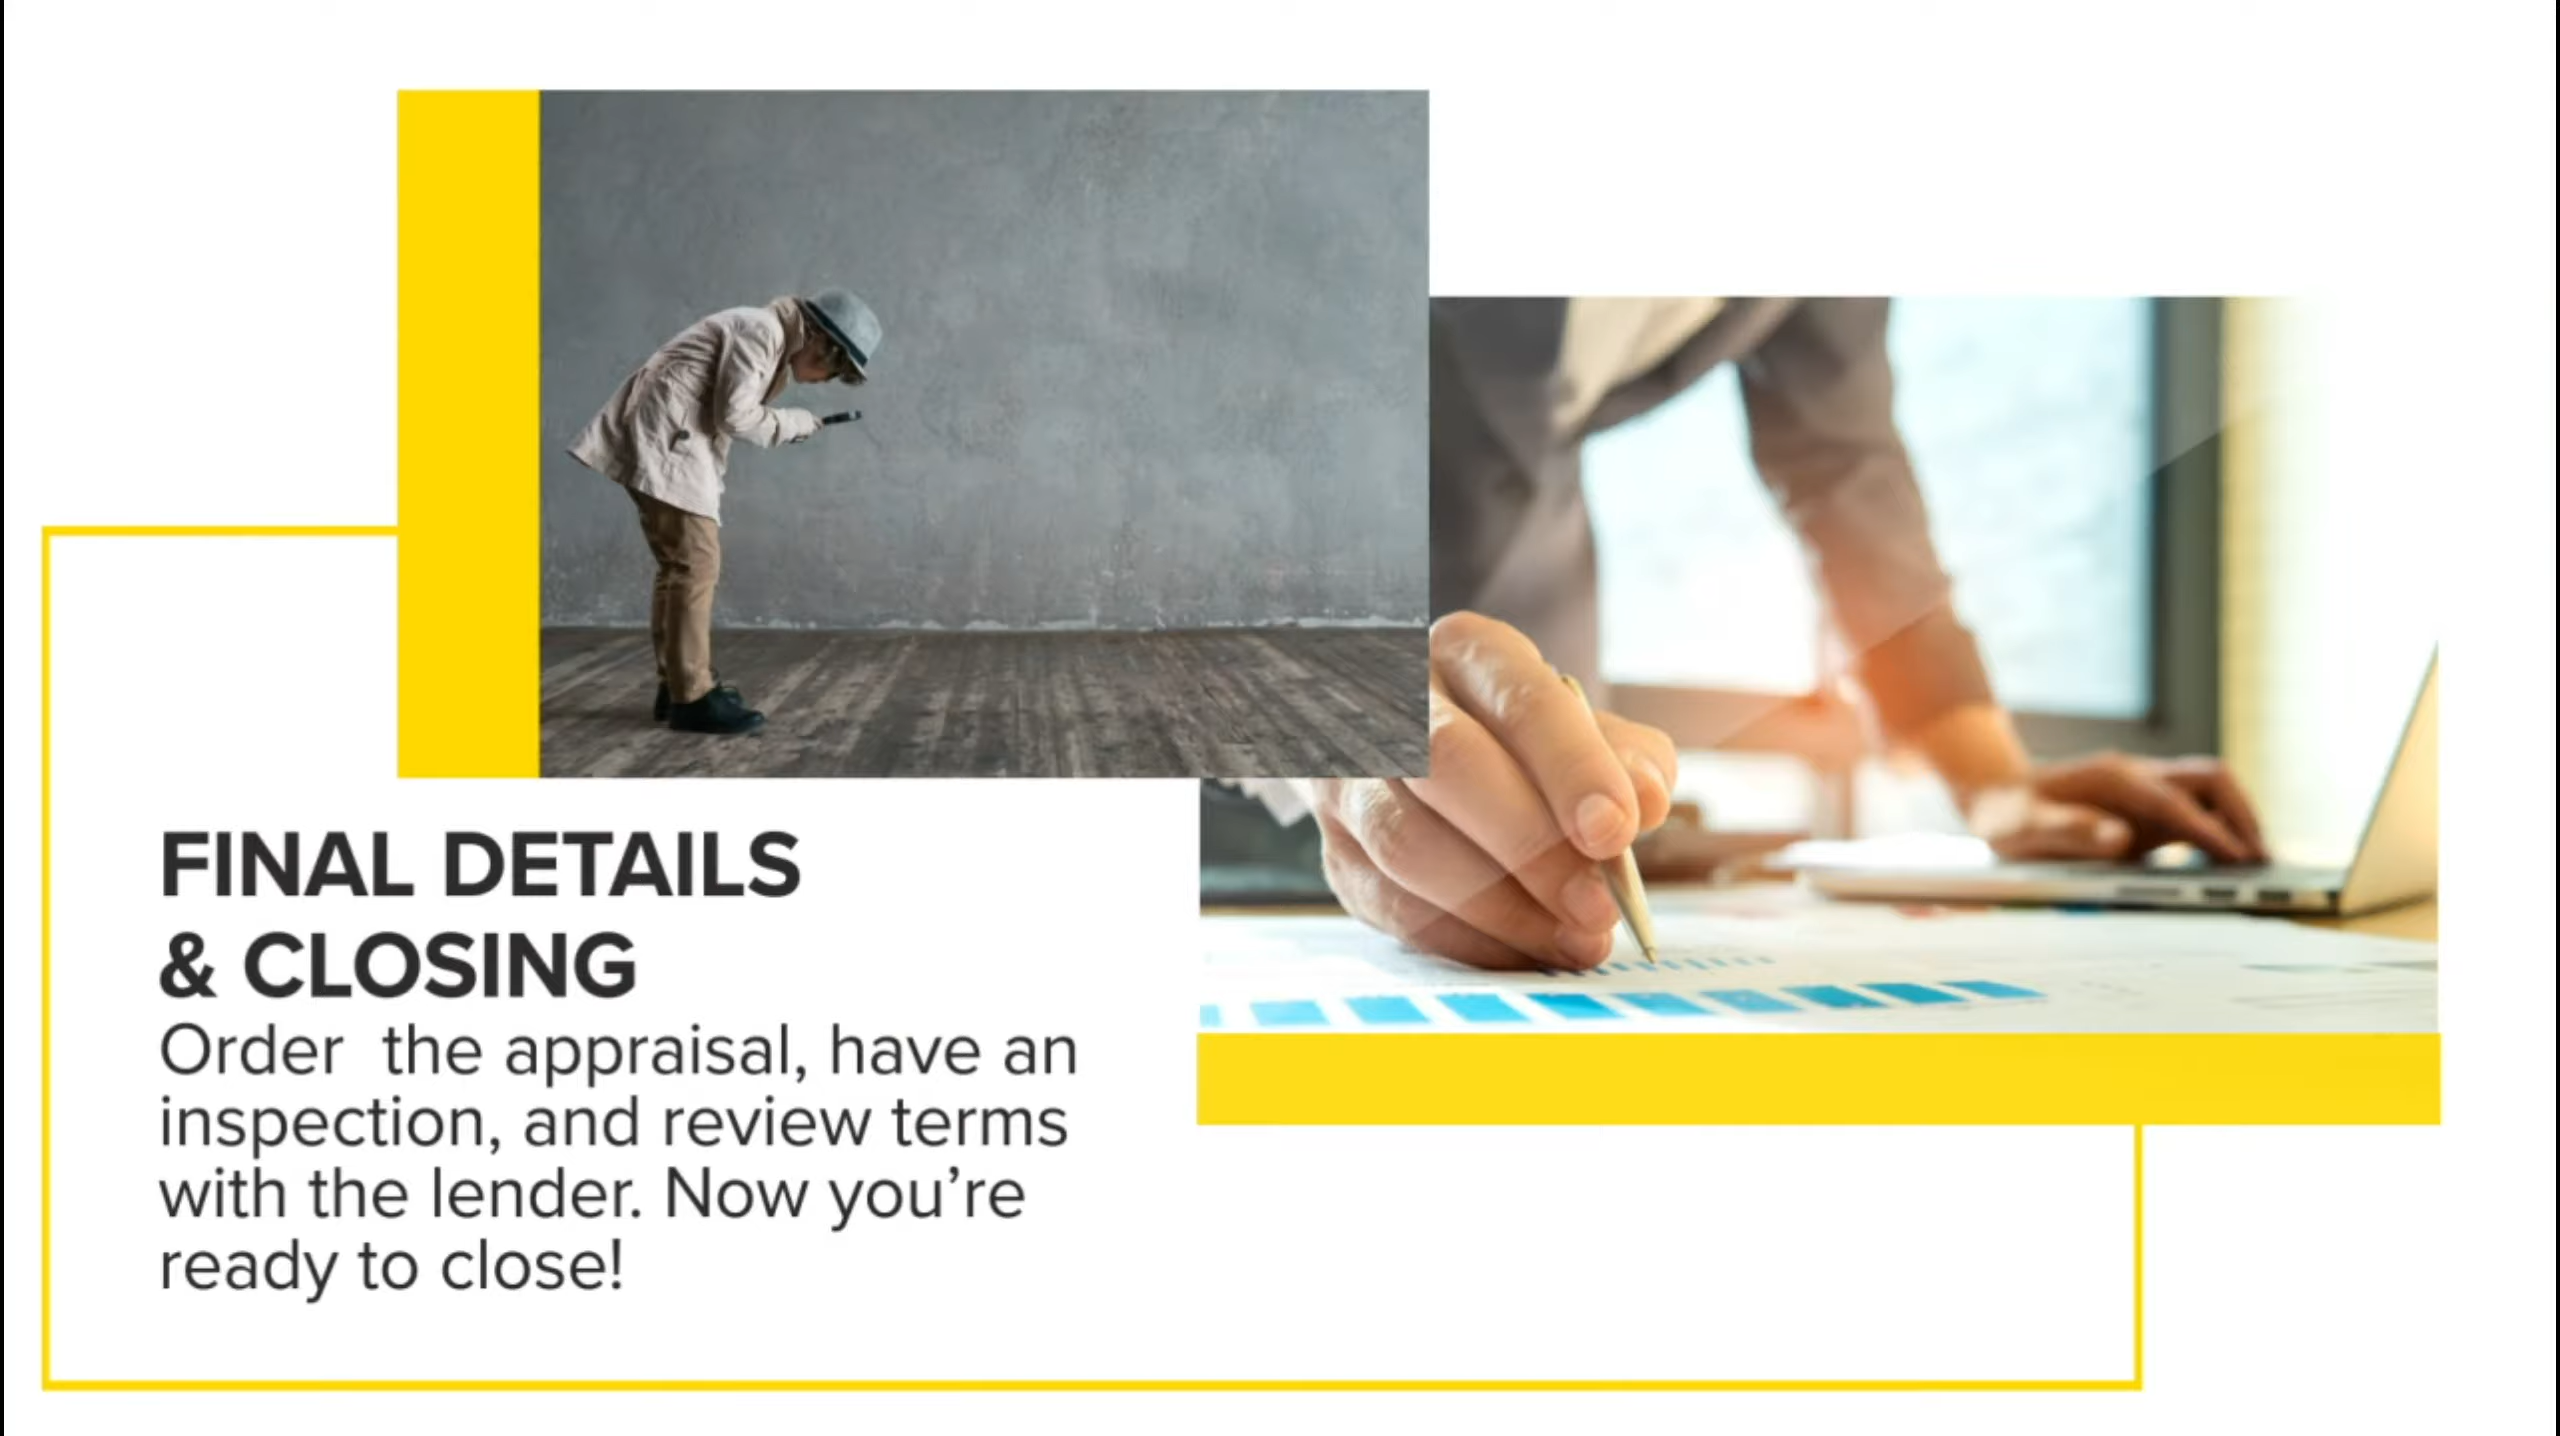 FINAL DETAILS
& CLOSING
Order  the appraisal, have an
inspection, and review terms
with the lender. Now you’re
ready to close!